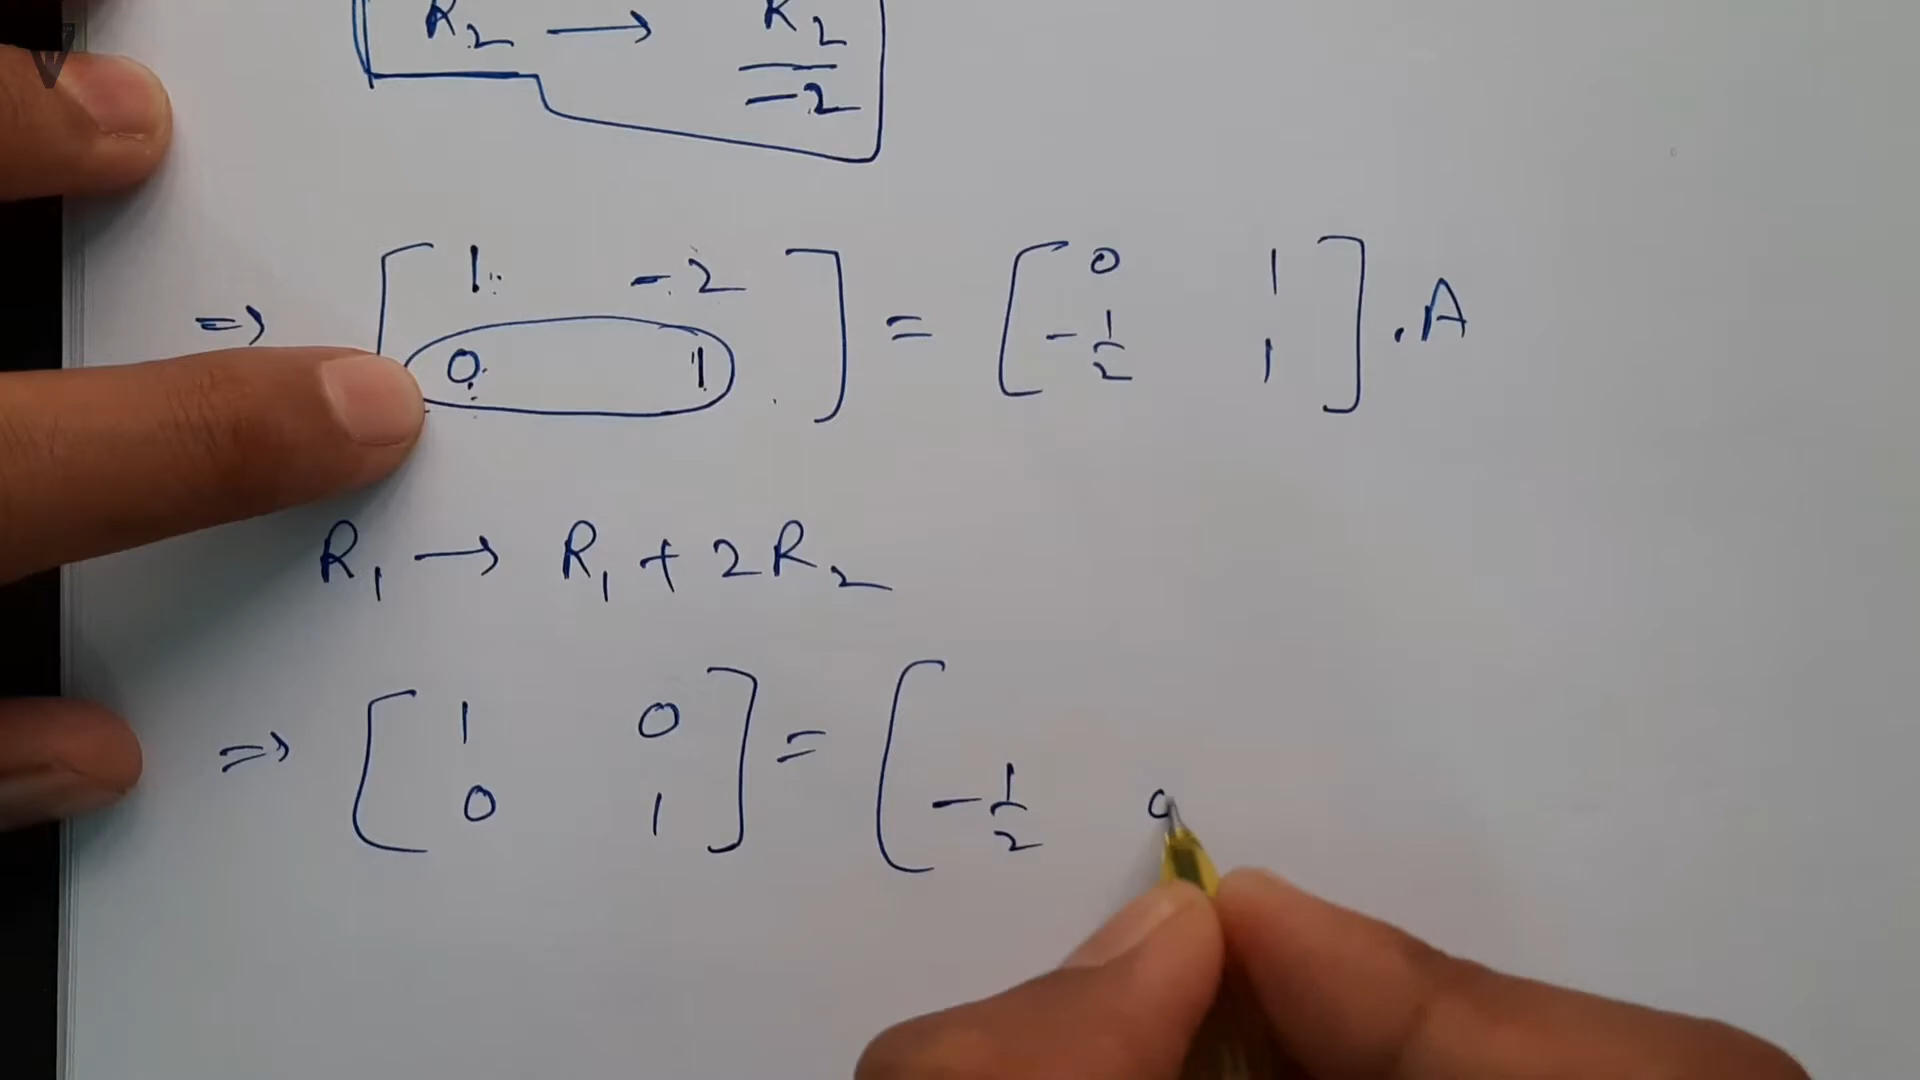 R₂ → R₂/-2
=> [1 -2; 0 1] = [0 1; -1/2 1] . A
R₁ → R₁ + 2R₂
=> [1 0; 0 1] = [ -1/2 0